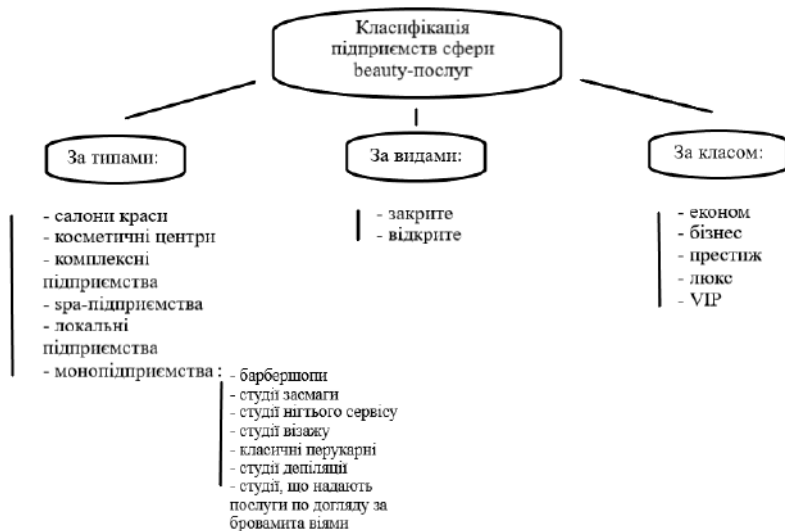 Класифікація
підприємств сфери
beauty-послуг
За типами:
За видами:
За класом:
- салони краси
- косметичні центри
- комплексні
підприємства
- spa-підприємства
- локальні
підприємства
- монопідприємства :
- барбершопи
- студії засмаги
- студії нігтього сервісу
- студії візажу
- класичні перукарні
- студії депіляції
- студії, що надають
послуги по догляду за
бровамита віями
- закрите
- відкрите
- економ
- бізнес
- престиж
- люкс
- VIP